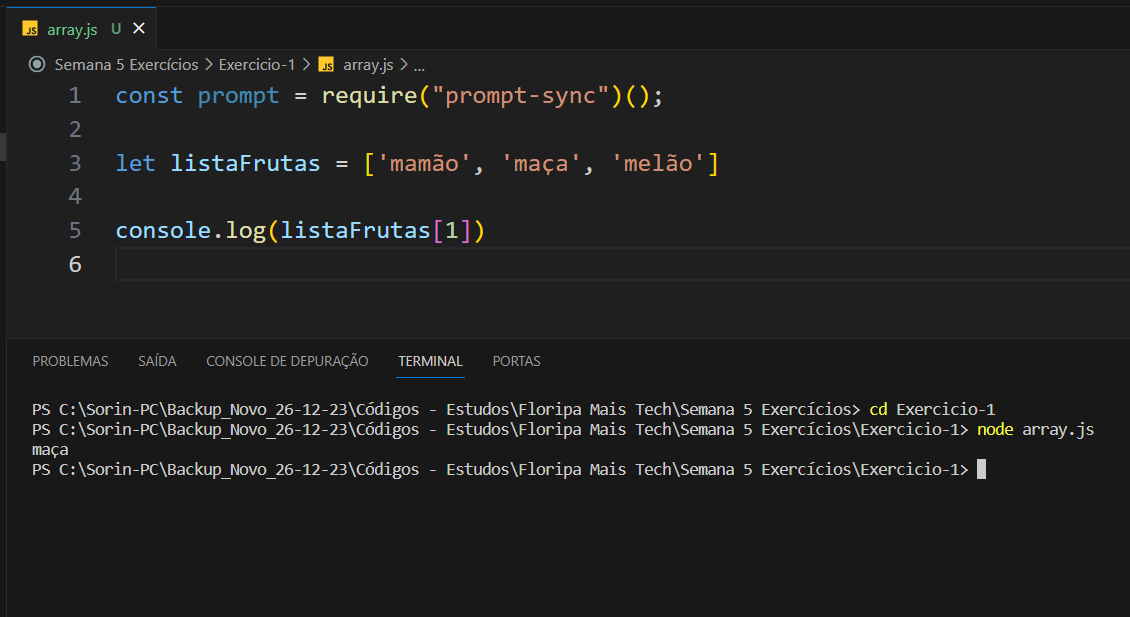 JS array.js U ×
Semana 5 Exercícios > Exercicio-1 > JS array.js > ...
1 const prompt = require("prompt-sync")();
2
3 let listaFrutas = ['mamão', 'maça', 'melão']
4
5 console.log(listaFrutas[1])
6
PROBLEMAS SAÍDA CONSOLE DE DEPURAÇÃO TERMINAL PORTAS
PS C:\Sorin-PC\Backup_Novo_26-12-23\Códigos - Estudos\Floripa Mais Tech\Semana 5 Exercícios> cd Exercicio-1
PS C:\Sorin-PC\Backup_Novo_26-12-23\Códigos - Estudos\Floripa Mais Tech\Semana 5 Exercícios\Exercicio-1> node array.js
maça
PS C:\Sorin-PC\Backup_Novo_26-12-23\Códigos - Estudos\Floripa Mais Tech\Semana 5 Exercícios\Exercicio-1>